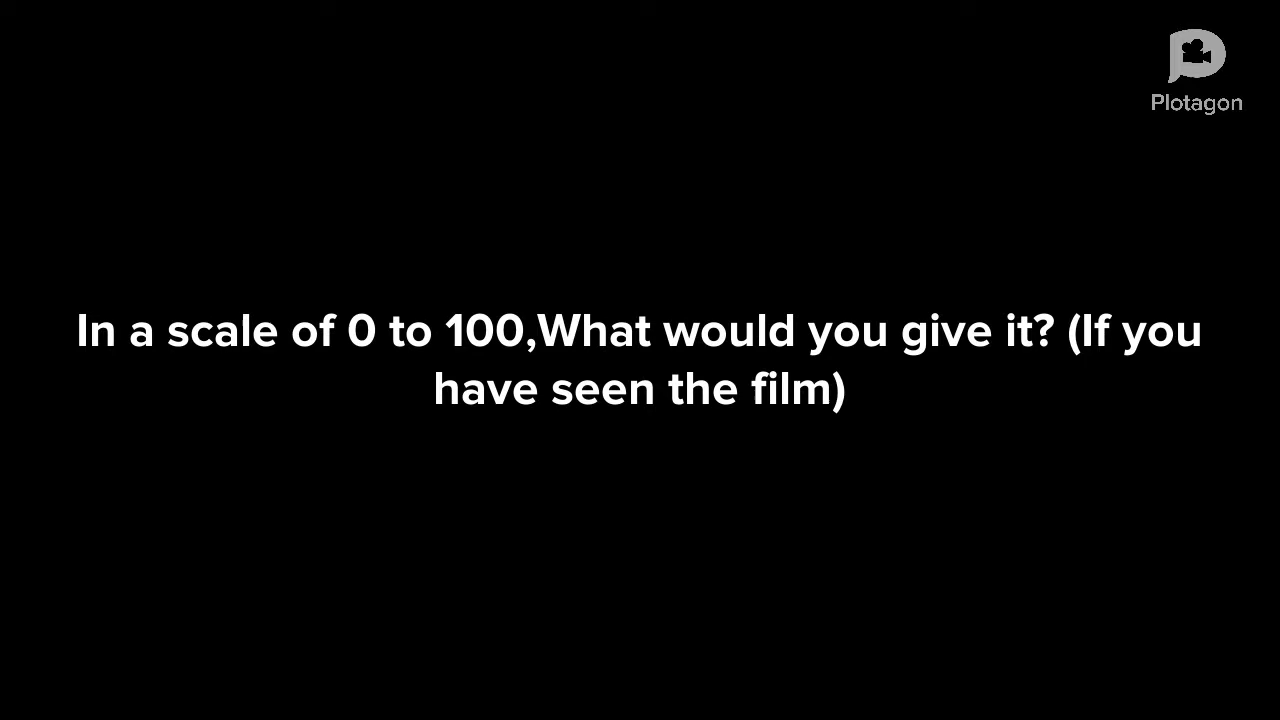 Plotagon
In a scale of 0 to 100,What would you give it? (If you
have seen the film)